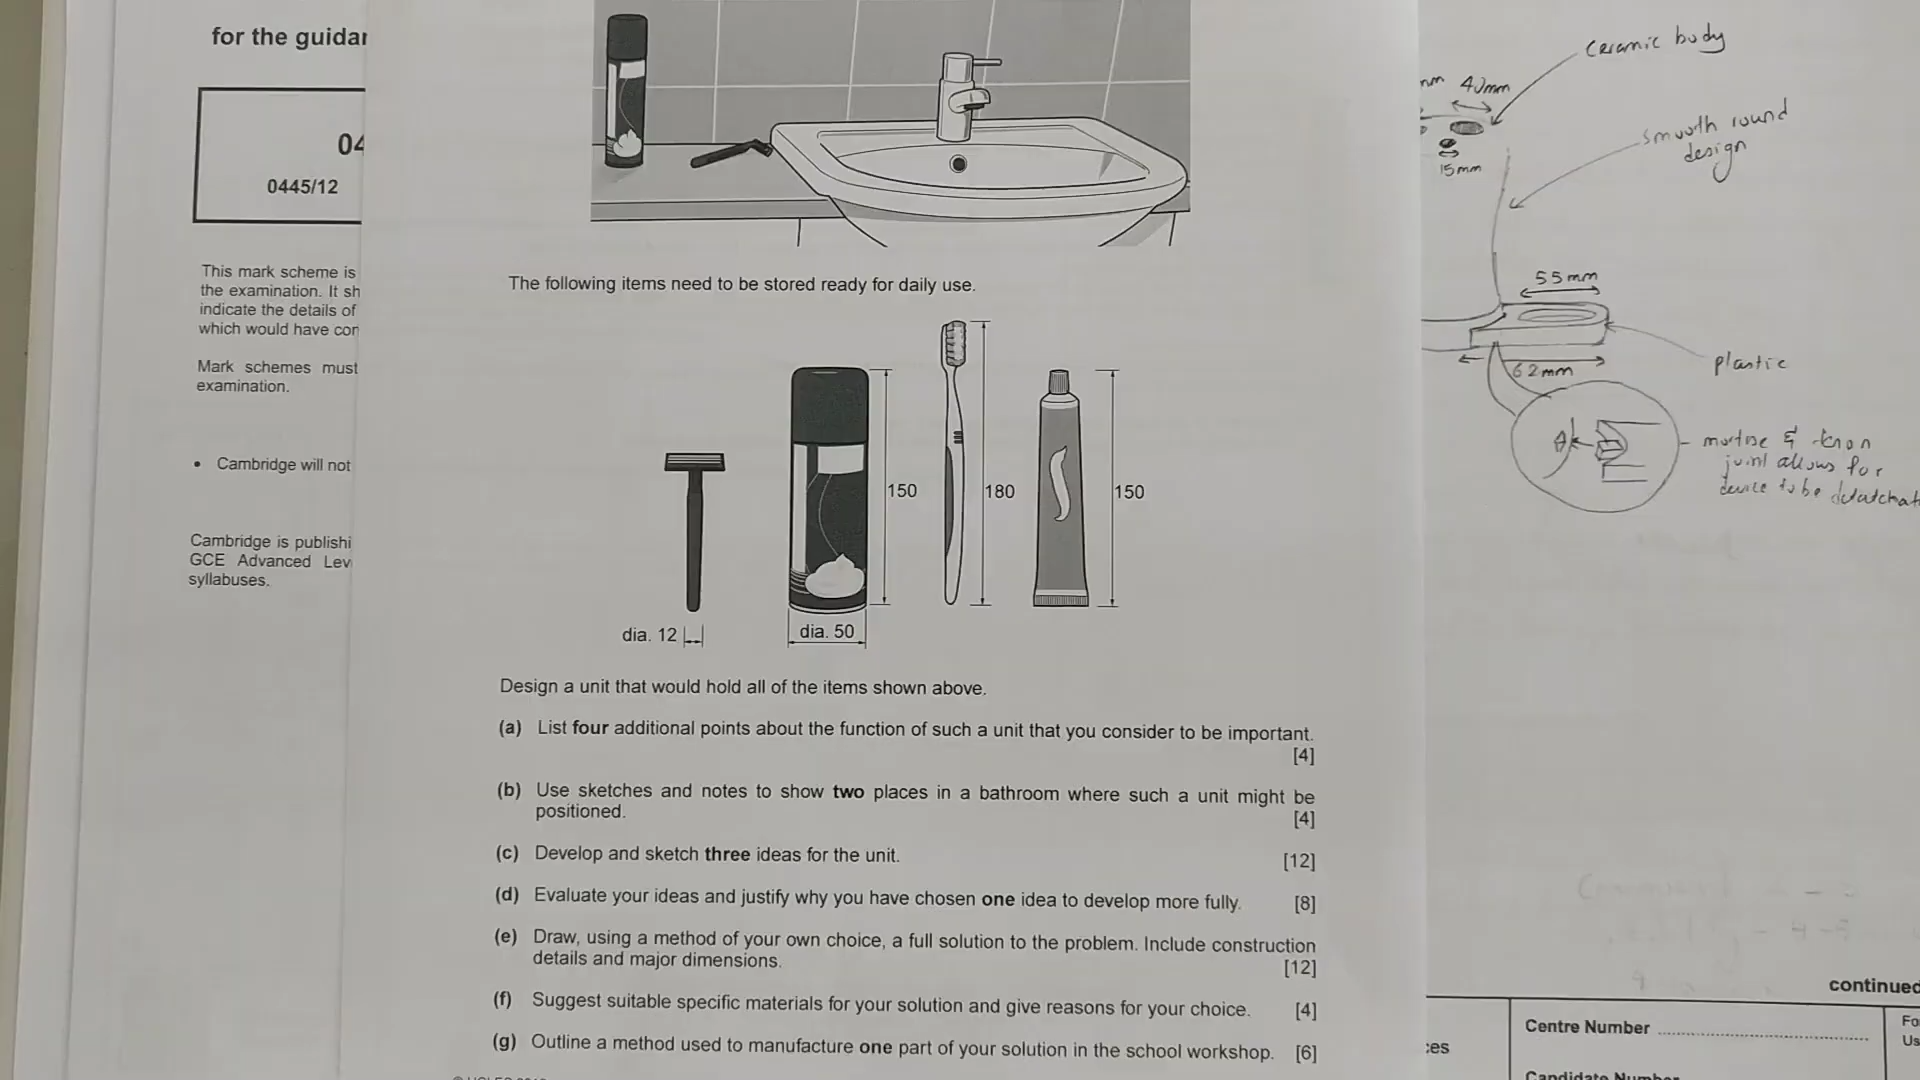 for the guidan
04
0445/12
This mark scheme is
the examination. It sh
indicate the details of
which would have cor
Mark schemes must
examination.
• Cambridge will not
Cambridge is publishi
GCE Advanced Lev
syllabuses.
The following items need to be stored ready for daily use.
150
180
150
dia. 12
dia. 50
Design a unit that would hold all of the items shown above.
(a) List four additional points about the function of such a unit that you consider to be important.
[4]
(b) Use sketches and notes to show two places in a bathroom where such a unit might be
positioned. [4]
(c) Develop and sketch three ideas for the unit. [12]
(d) Evaluate your ideas and justify why you have chosen one idea to develop more fully. [8]
(e) Draw, using a method of your own choice, a full solution to the problem. Include construction
details and major dimensions. [12]
(f) Suggest suitable specific materials for your solution and give reasons for your choice. [4]
(g) Outline a method used to manufacture one part of your solution in the school workshop. [6]
ceramic body
mm 40mm
smooth round
design
15mm
55mm
62mm
plastic
A
joint allows for
device to be
continued
Centre Number
Fo
Us
ces
Candidate Number